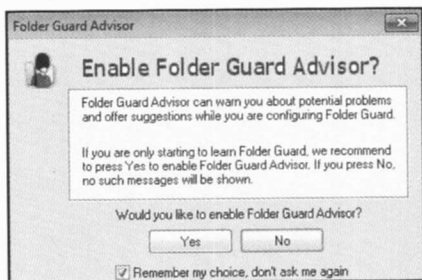 Folder Guard Advisor
Enable Folder Guard Advisor?
Folder Guard Advisor can warn you about potential problems
and offer suggestions while you are configuring Folder Guard.
If you are only starting to learn Folder Guard, we recommend
to press Yes to enable Folder Guard Advisor. If you press No,
no such messages will be shown.
Would you like to enable Folder Guard Advisor?
Yes No
Remember my choice, don't ask me again